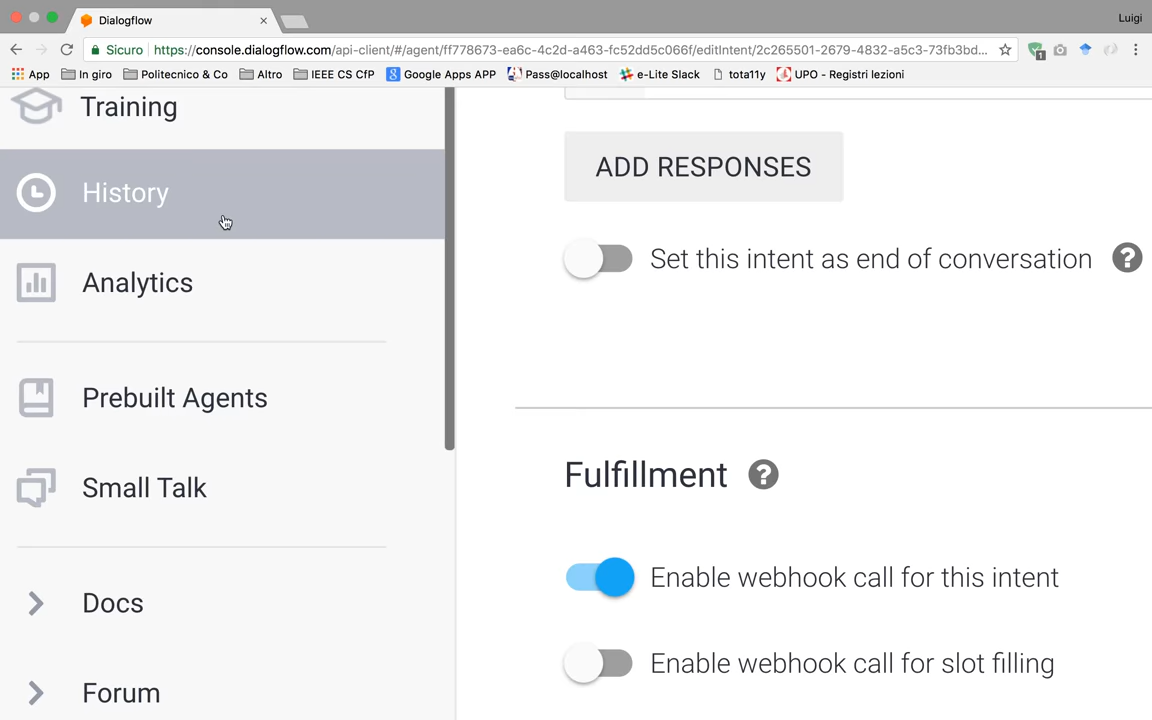 Dialogflow
Luigi
Sicuro https://console.dialogflow.com/api-client/#/agent/ff778673-ea6c-4c2d-a463-fc52dd5c066f/editIntent/2c265501-2679-4832-a5c3-73fb3bd...
1
App In giro Politecnico & Co Altro IEEE CS CfP Google Apps APP Pass@localhost e-Lite Slack tota11y UPO - Registri lezioni
Training
History
Analytics
Prebuilt Agents
Small Talk
Docs
Forum
ADD RESPONSES
Set this intent as end of conversation ?
Fulfillment ?
Enable webhook call for this intent
Enable webhook call for slot filling